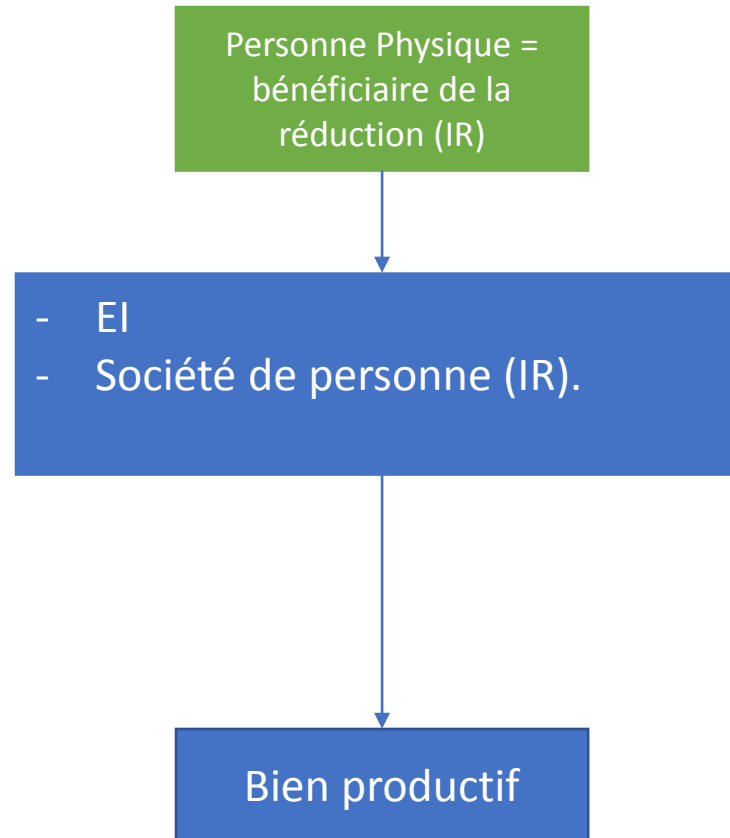 Personne Physique =
bénéficiaire de la
réduction (IR)
- EI
- Société de personne (IR).
Bien productif